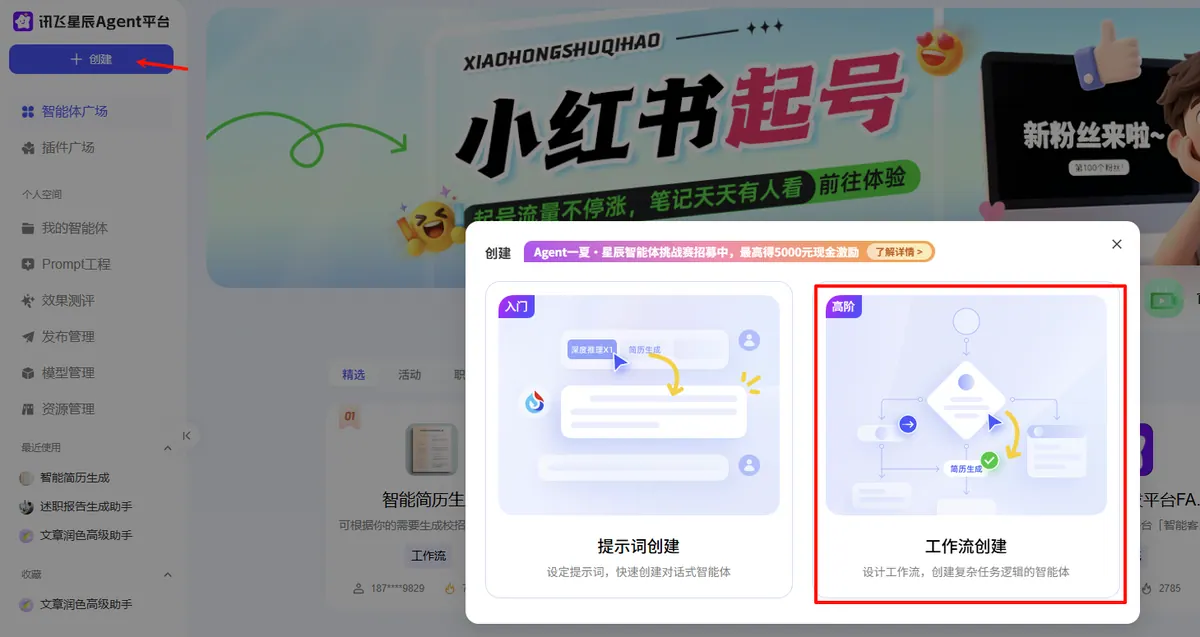 讯飞星辰Agent平台
创建
智能体广场
插件广场
个人空间
我的智能体
Prompt工程
效果测评
发布管理
模型管理
资源管理
最近使用
智能简历生成
述职报告生成助手
文章润色高级助手
收藏
文章润色高级助手
XIAOHONGSHUQIHAO
小红书起号
起号流量不停涨，笔记天天有人看
前往体验
新粉丝来啦~
第100个粉丝!
精选
活动
职
01
智能简历生
可根据你的需要生成校招
工作流
187****9829
创建
Agent一夏·星辰智能体挑战赛招募中，最高得5000元现金激励
了解详情 >
入门
深度推理X1
简历生成
提示词创建
设定提示词，快速创建对话式智能体
高阶
简历生成
工作流创建
设计工作流，创建复杂任务逻辑的智能体
平台FA.
台「智能客
2785